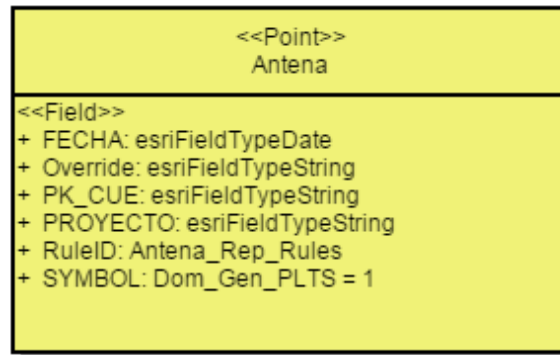 <<Point>>
Antena
<<Field>>
+ FECHA: esriFieldTypeDate
+ Override: esriFieldTypeString
+ PK_CUE: esriFieldTypeString
+ PROYECTO: esriFieldTypeString
+ RuleID: Antena_Rep_Rules
+ SYMBOL: Dom_Gen_PLTS = 1